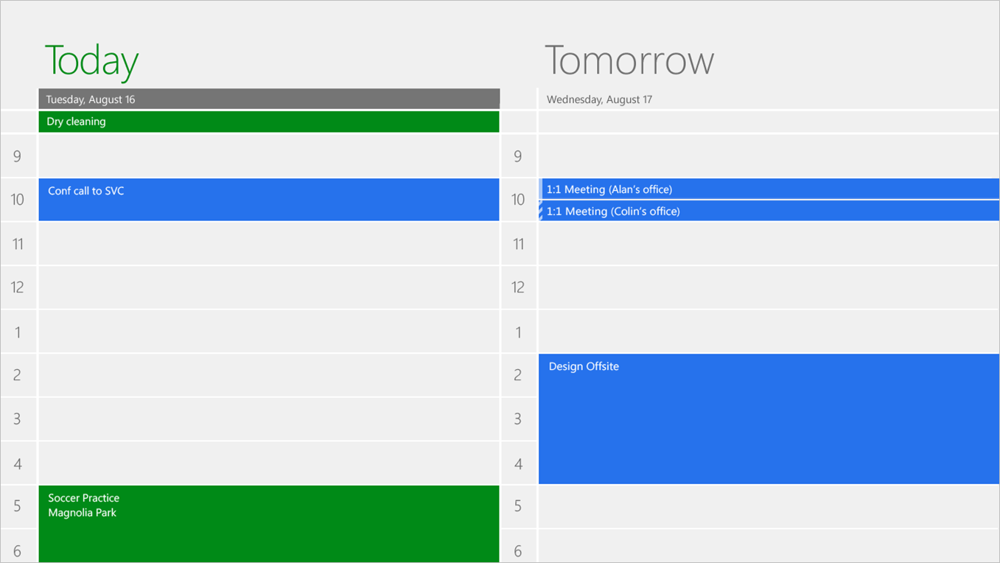 Today
Tuesday, August 16
Dry cleaning
9
10
Conf call to SVC
11
12
1
2
3
4
5
Soccer Practice
Magnolia Park
6
Tomorrow
Wednesday, August 17
9
10
1:1 Meeting (Alan's office)
1:1 Meeting (Colin's office)
11
12
1
2
Design Offsite
3
4
5
6